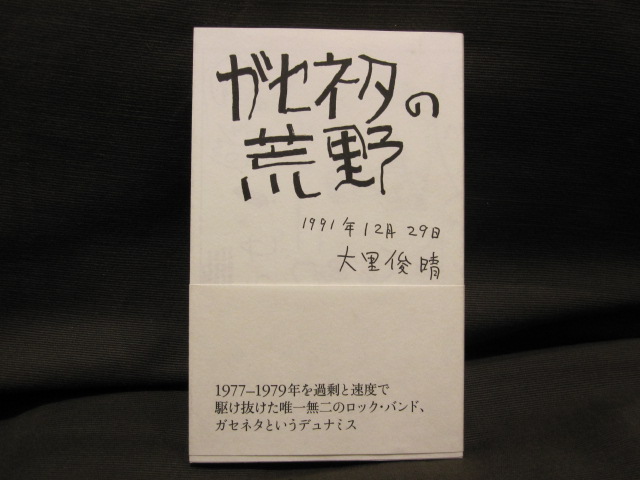 ガセネタの
荒野
1991年12月29日
大里俊晴
1977–1979年を過剰と速度で
駆け抜けた唯一無二のロック・バンド、
ガセネタというデュナミス